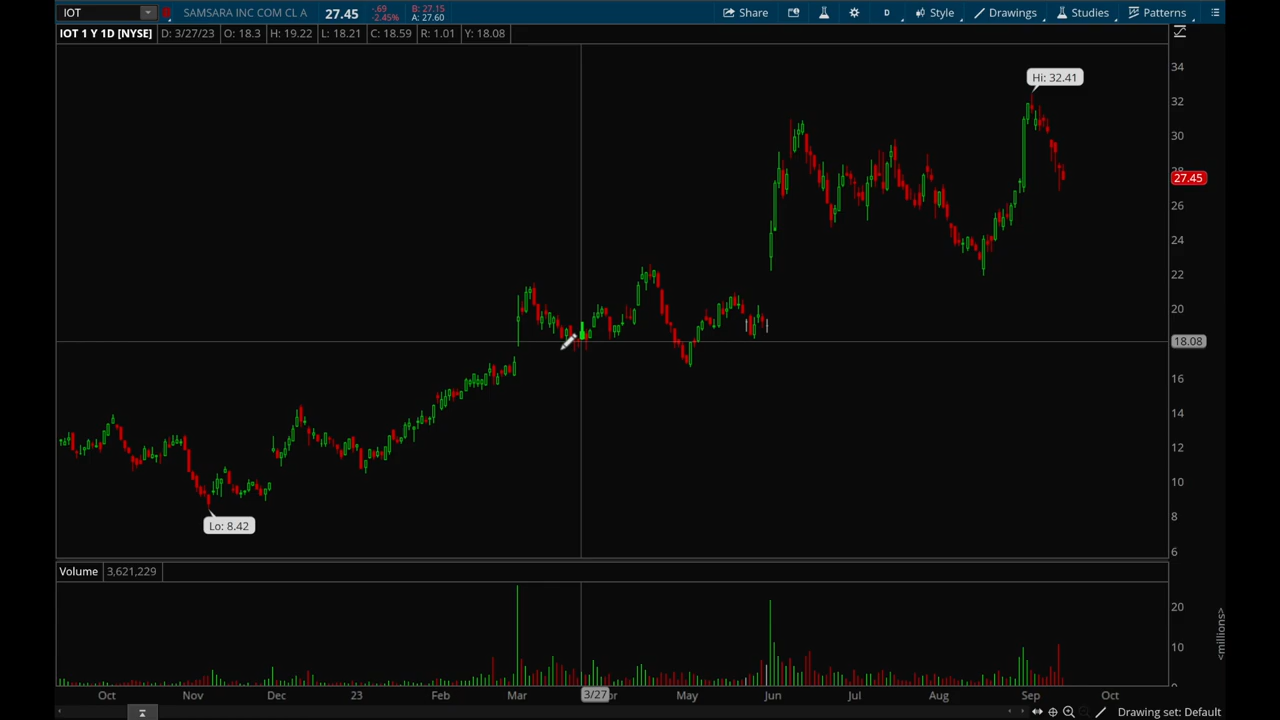 IOT SAMSARA INC COM CL A 27.45 -.69 -2.45% B: 27.15 A: 27.60 Share D Style Drawings Studies Patterns
IOT 1 Y 1D [NYSE] D: 3/27/23 O: 18.3 H: 19.22 L: 18.21 C: 18.59 R: 1.01 Y: 18.08
34
Hi: 32.41
32
30
28
27.45
26
24
22
20
18.08
16
14
12
10
8
Lo: 8.42
6
Volume 3,621,229
20
<millions>
10
0
Oct Nov Dec 23 Feb Mar 3/27 Apr May Jun Jul Aug Sep Oct
Drawing set: Default